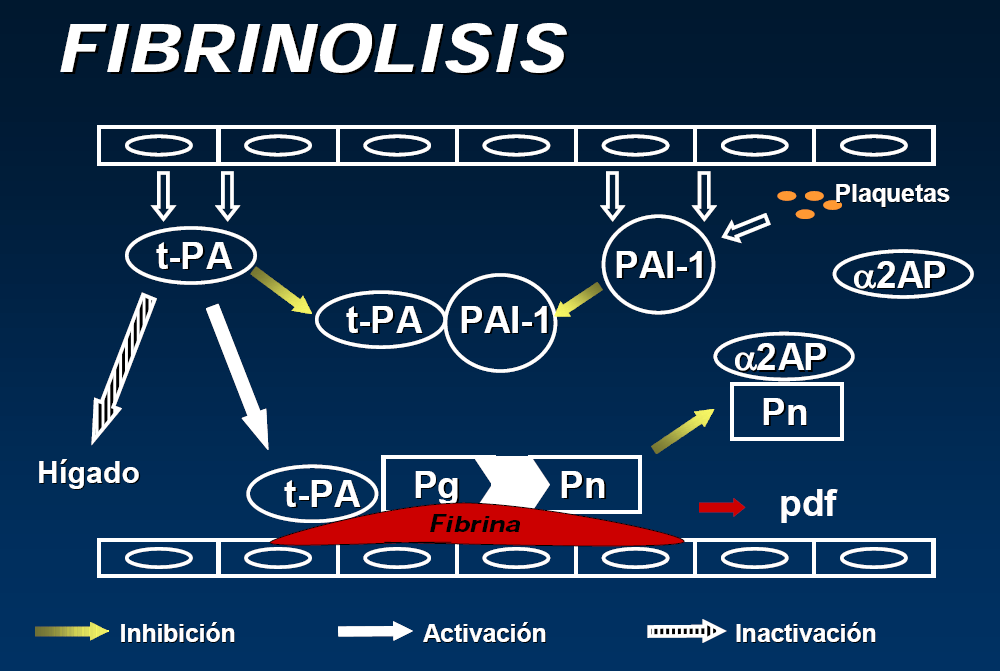 FIBRINOLISIS
Plaquetas
t-PA
PAI-1
α2AP
t-PA
PAI-1
α2AP
Pn
Hígado
t-PA
Pg
Pn
pdf
Fibrina
Inhibición
Activación
Inactivación